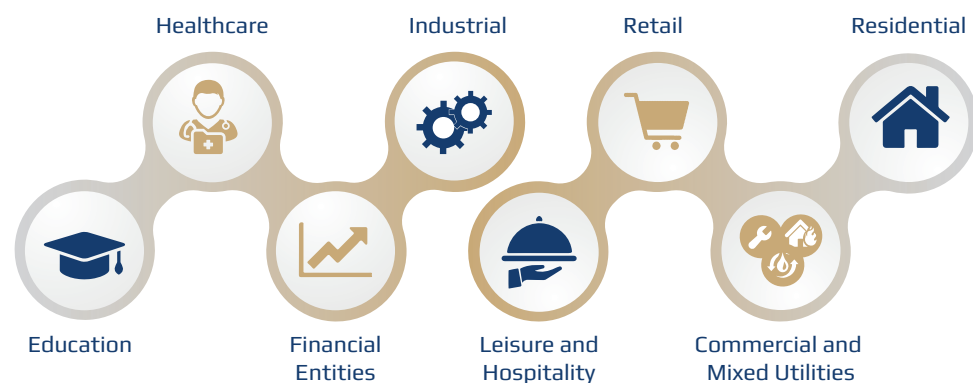 Healthcare
Industrial
Retail
Residential
Education
Financial
Entities
Leisure and
Hospitality
Commercial and
Mixed Utilities